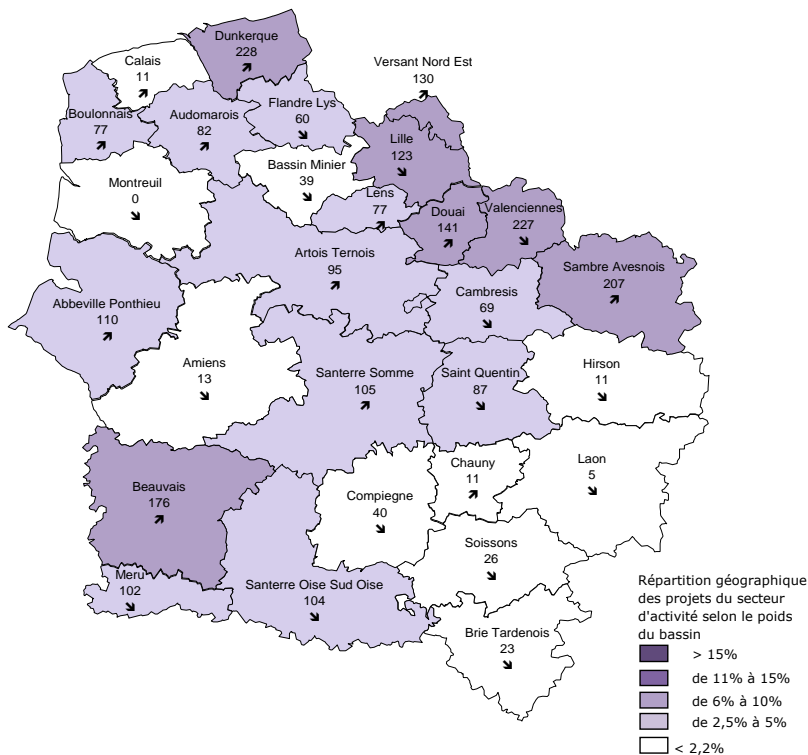 Dunkerque
228
Calais
11
Versant Nord Est
130
Boulonnais
77
Audomarois
82
Flandre Lys
60
Lille
123
Bassin Minier
39
Montreuil
0
Lens
77
Douai
141
Valenciennes
227
Artois Ternois
95
Sambre Avesnois
207
Abbeville Ponthieu
110
Cambresis
69
Amiens
13
Santerre Somme
105
Saint Quentin
87
Hirson
11
Beauvais
176
Compiegne
40
Chauny
11
Laon
5
Soissons
26
Meru
102
Santerre Oise Sud Oise
104
Brie Tardenois
23
Répartition géographique
des projets du secteur
d'activité selon le poids
du bassin
> 15%
de 11% à 15%
de 6% à 10%
de 2,5% à 5%
< 2,2%